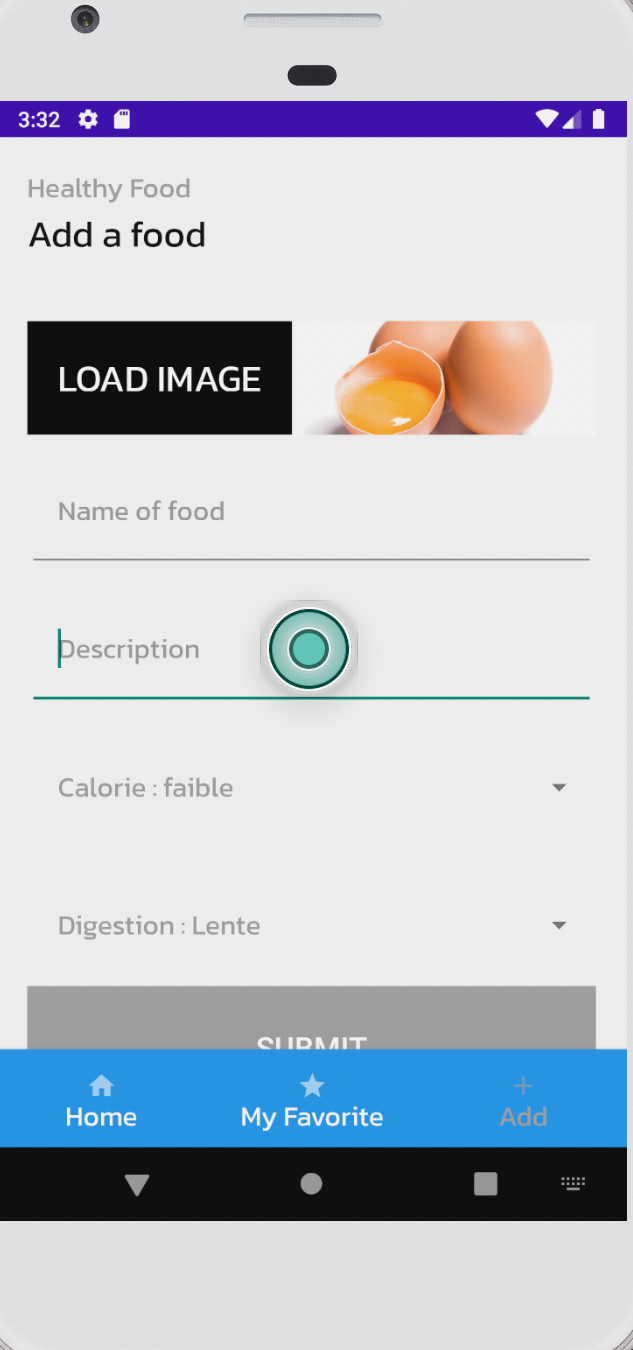 3:32
Healthy Food
Add a food
LOAD IMAGE
Name of food
Description
Calorie : faible
Digestion : Lente
SUBMIT
Home
My Favorite
Add